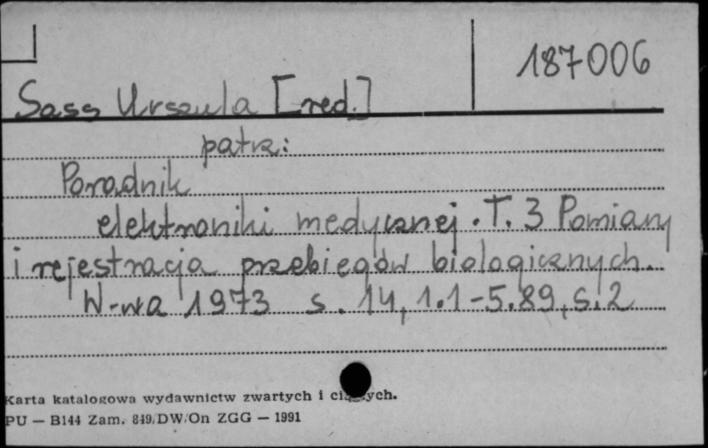 187006
Sass Urszula [red.]
patrz:
Poradnik
elektroniki medycznej. T. 3 Pomiary
i rejestracja przebiegów biologicznych.
W-wa 1973 s. 14, 1.1-5.89, s. 2
Karta katalogowa wydawnictw zwartych i ciągłych.
PU — B144 Zam. 849/DW/On ZGG — 1991